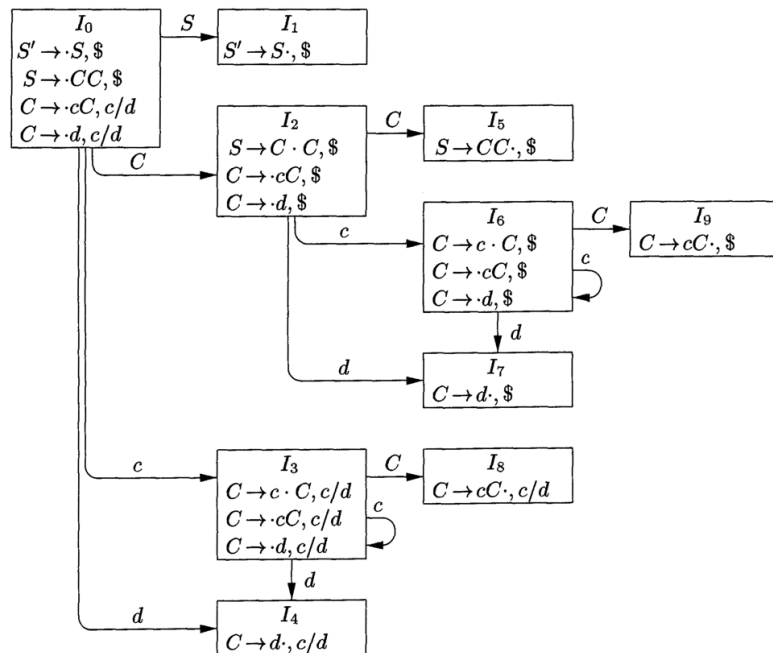 I₀
S' → ·S, $
S → ·CC, $
C → ·cC, c/d
C → ·d, c/d
S
I₁
S' → S·, $
C
I₂
S → C · C, $
C → ·cC, $
C → ·d, $
C
I₅
S → CC·, $
c
I₆
C → c · C, $
C → ·cC, $
C → ·d, $
C
I₉
C → cC·, $
c
d
d
I₇
C → d·, $
c
I₃
C → c · C, c/d
C → ·cC, c/d
C → ·d, c/d
C
I₈
C → cC·, c/d
c
d
d
I₄
C → d·, c/d